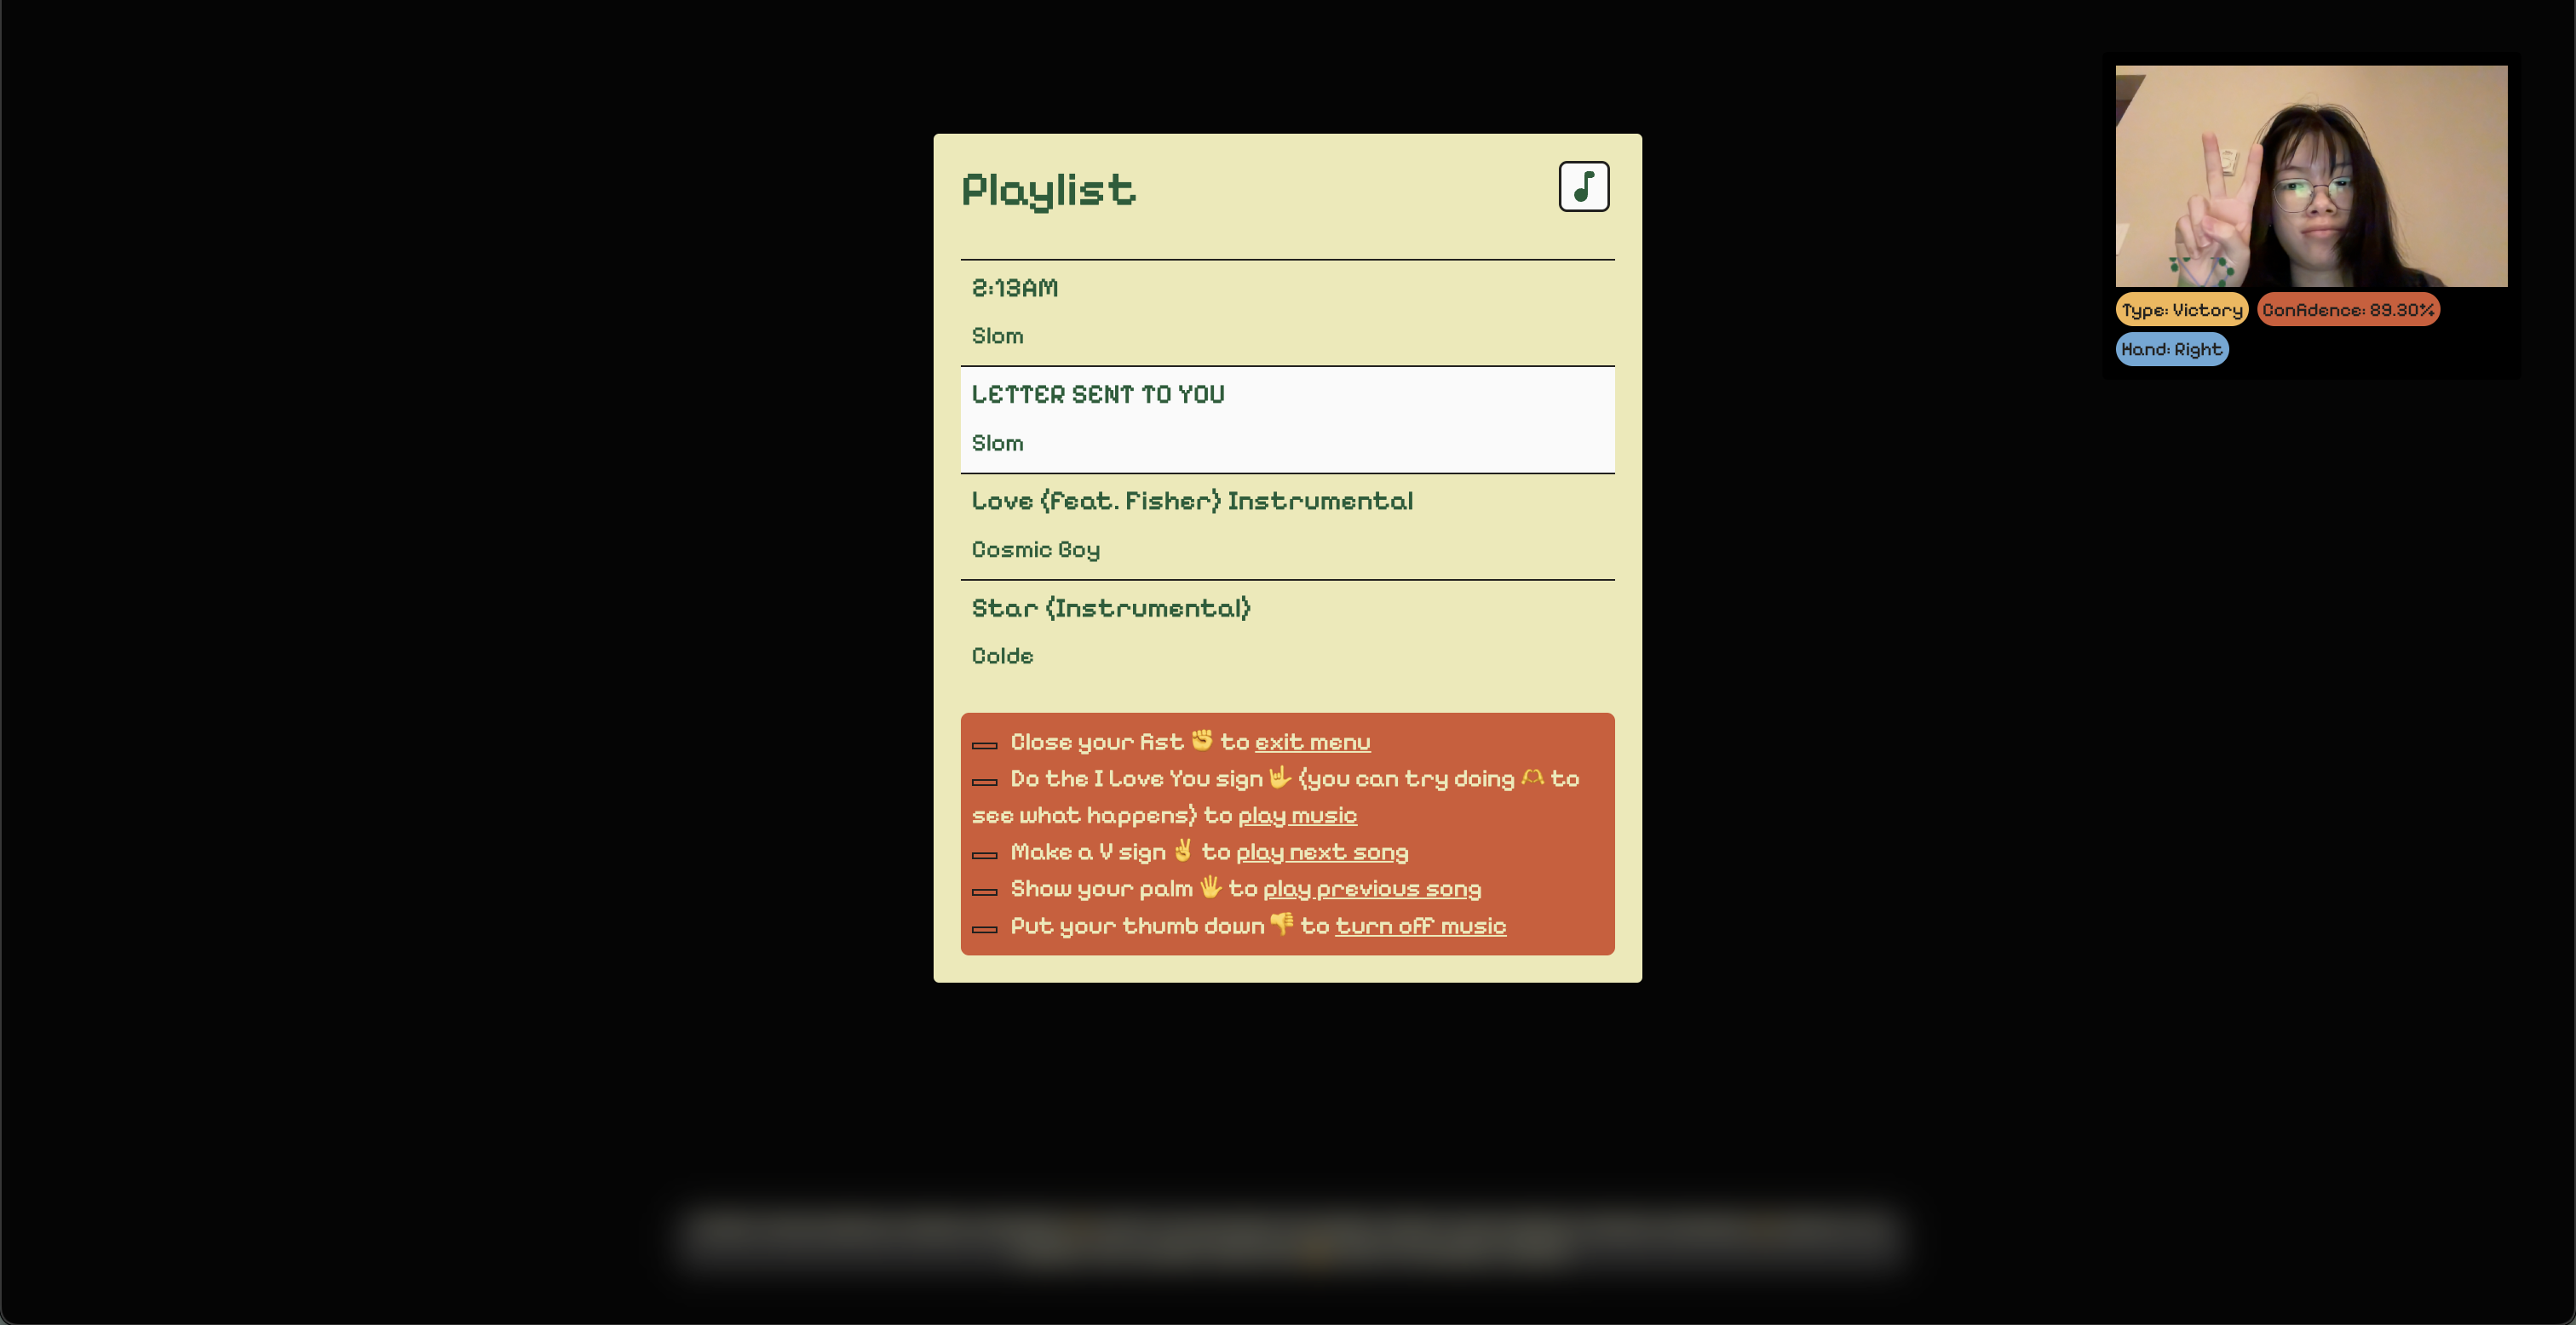 Playlist
2:13AM
Slom
LETTER SENT TO YOU
Slom
Love (feat. Fisher) Instrumental
Cosmic Boy
Star (Instrumental)
Colde
Close your fist ✊ to exit menu
Do the I Love You sign 🤟 (you can try doing 🫶 to
see what happens) to play music
Make a V sign ✌ to play next song
Show your palm 🖐 to play previous song
Put your thumb down 👎 to turn off music
Type: Victory
Confidence: 89.30%
Hand: Right